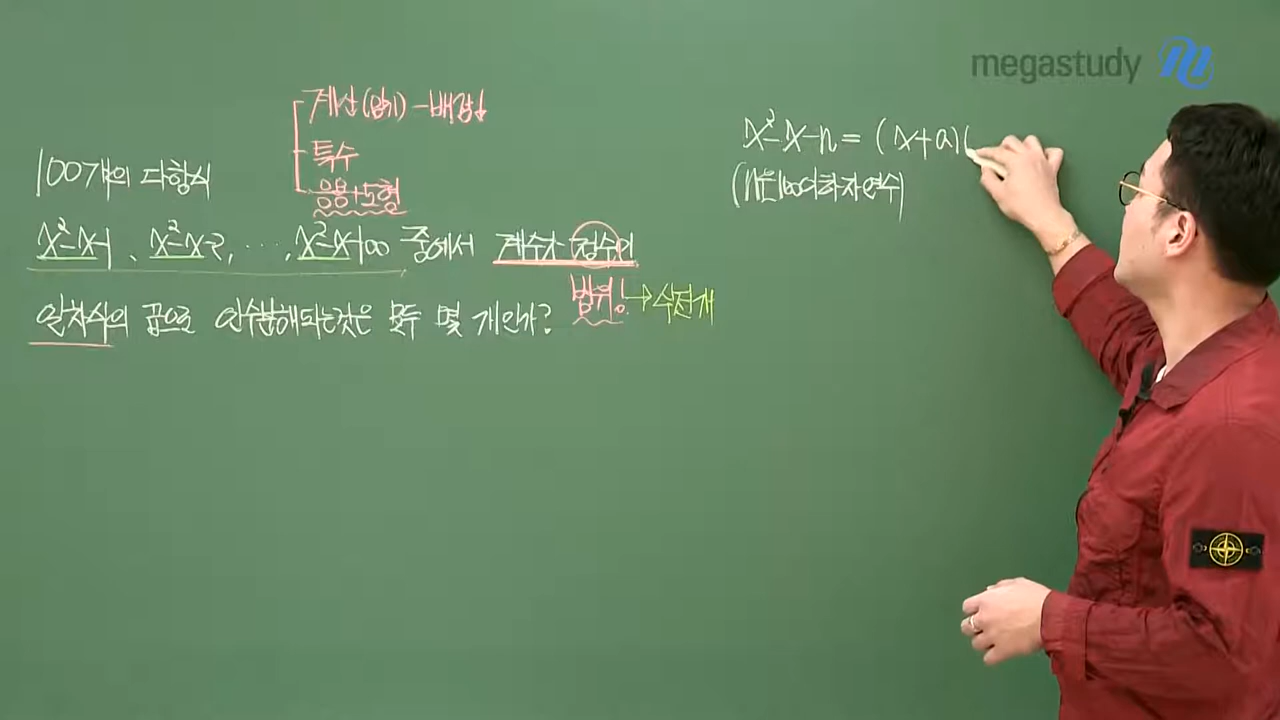 megastudy
계산(암기) - 배경상
특수
응용+도형
100개의 다항식
x²-x-1, x²-x-2, ⋯, x²-x-100 중에서 계수가 정수인
일차식의 곱으로 인수분해되는것은 모두 몇 개인가?
범위! → 수천개
x²-x-n = (x+a)(
(n은 100이하 자연수)